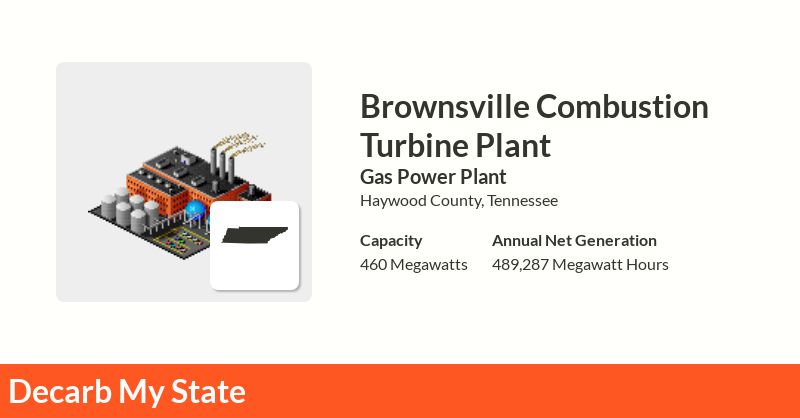 Brownsville Combustion
Turbine Plant
Gas Power Plant
Haywood County, Tennessee
Capacity
Annual Net Generation
460 Megawatts
489,287 Megawatt Hours
Decarb My State